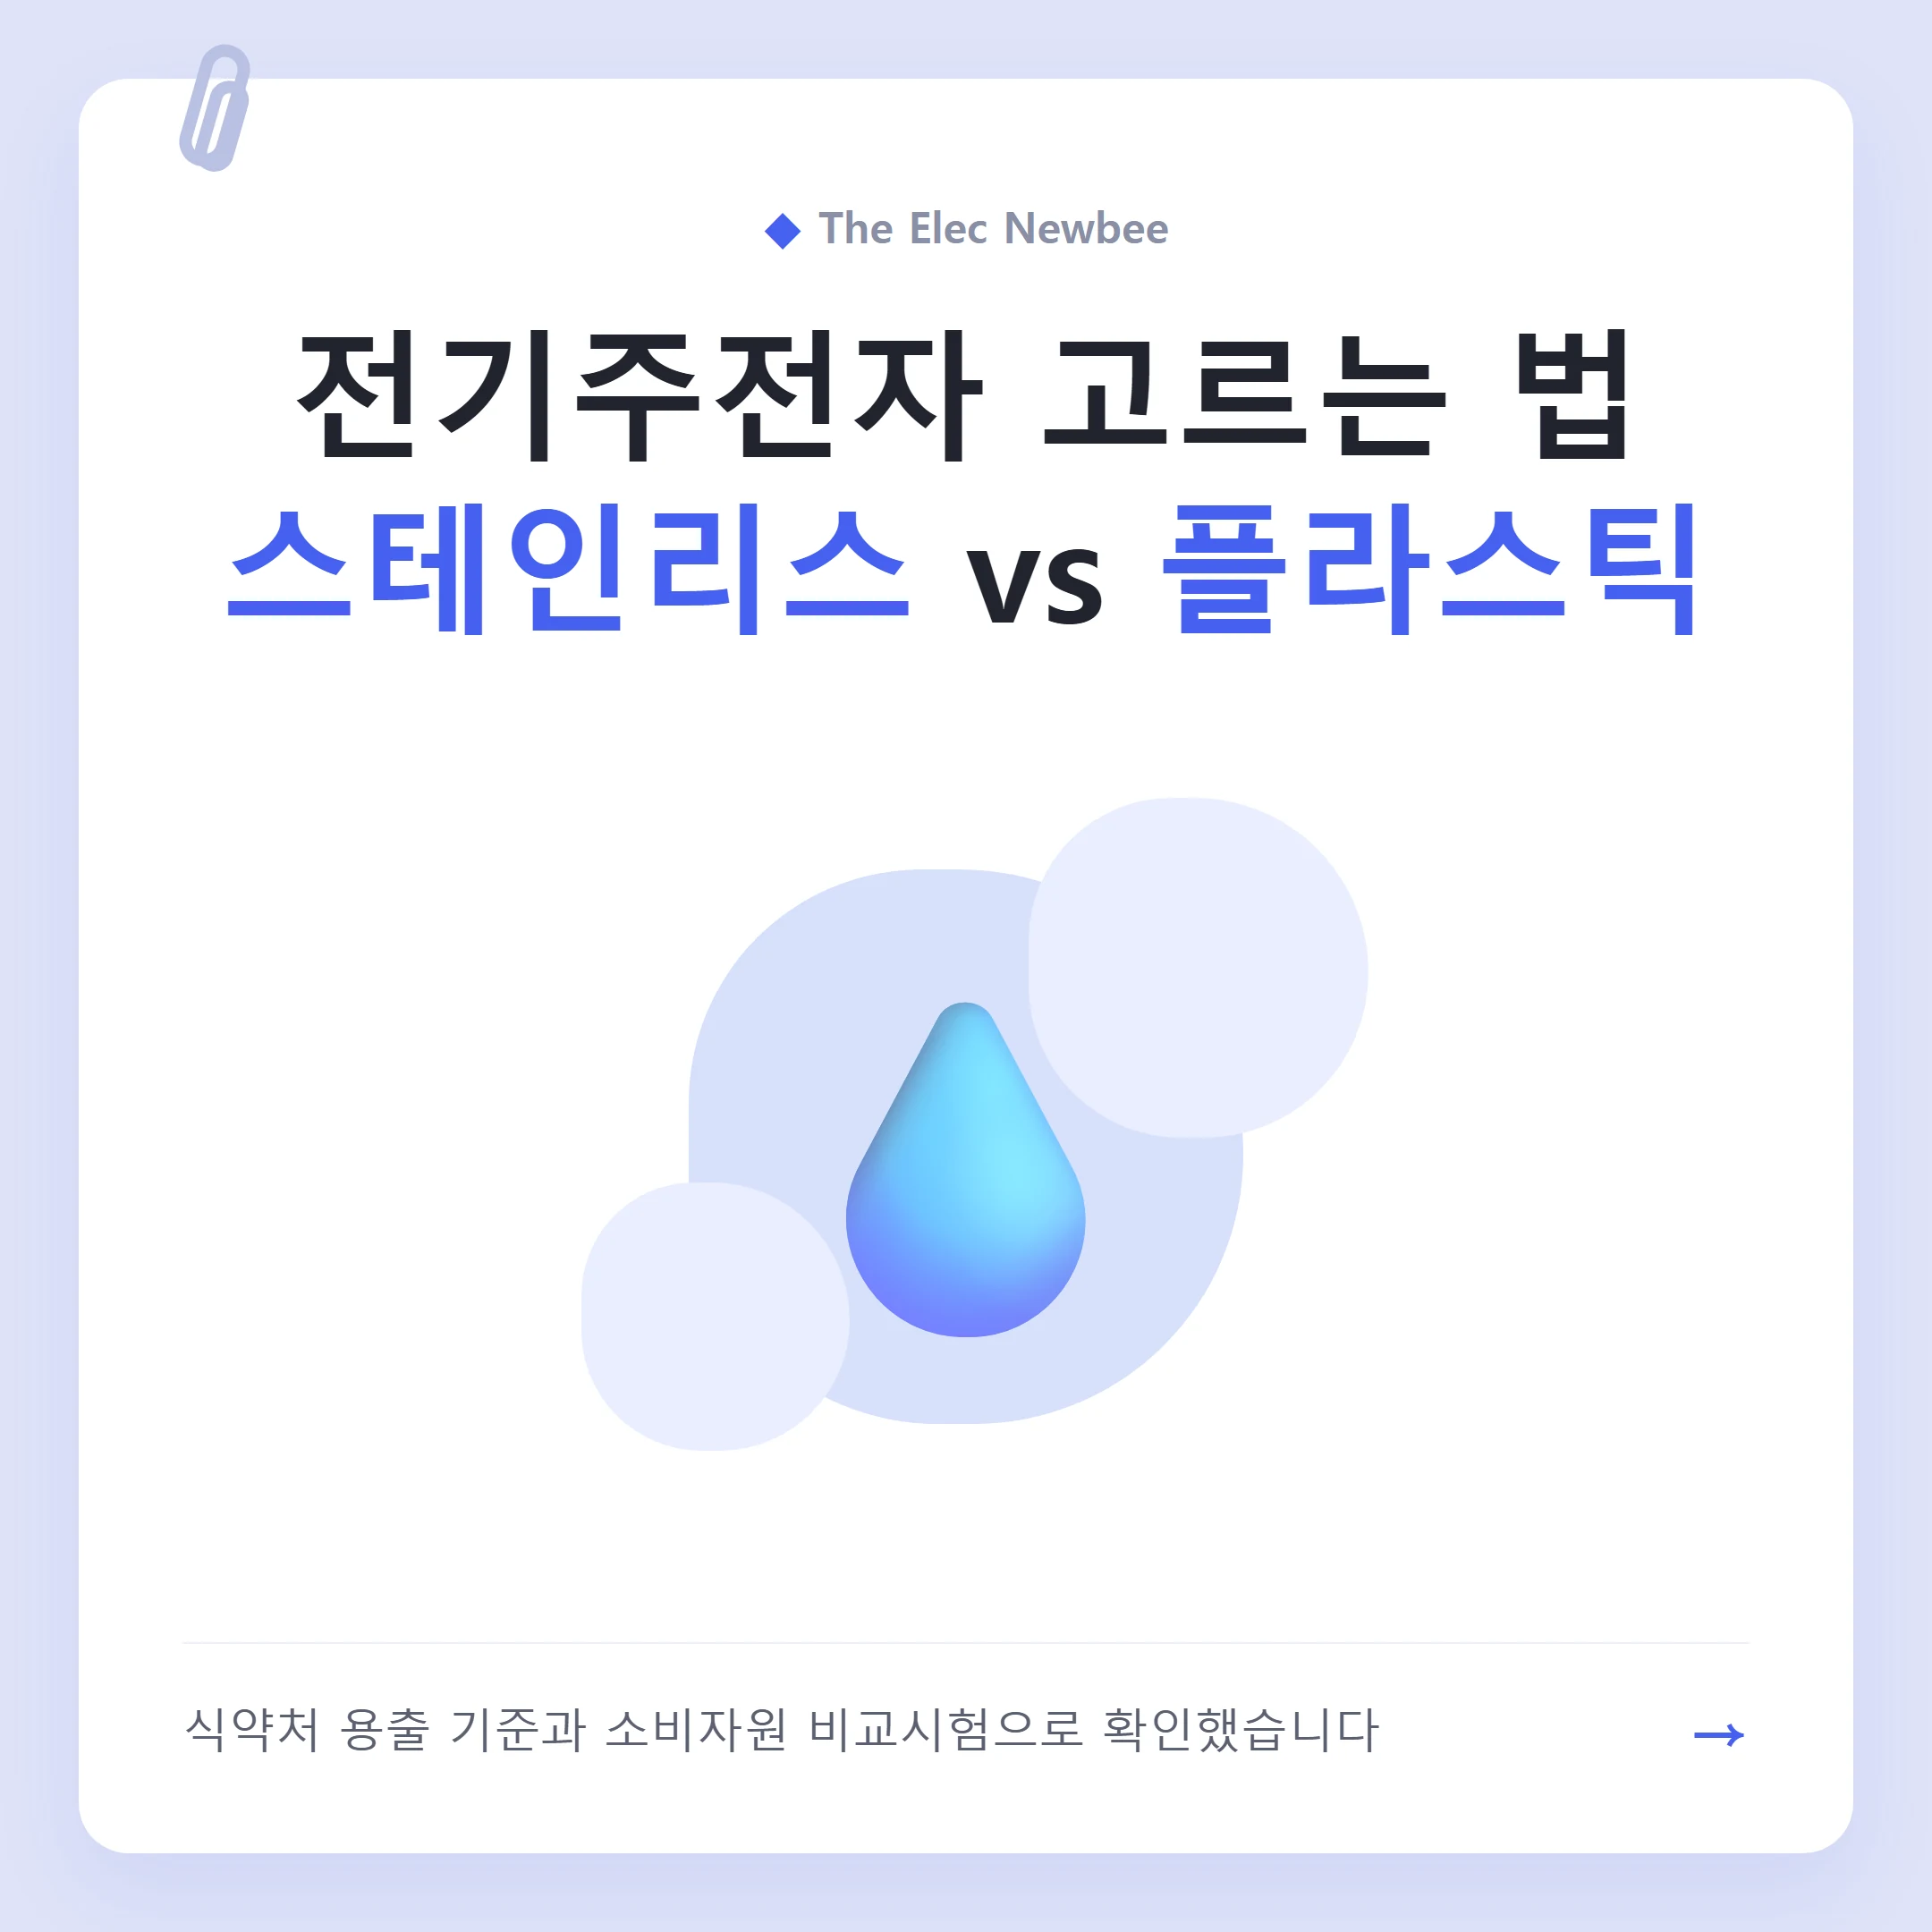 The Elec Newbee
전기주전자 고르는 법
스테인리스 vs 플라스틱
식약처 용출 기준과 소비자원 비교시험으로 확인했습니다
→